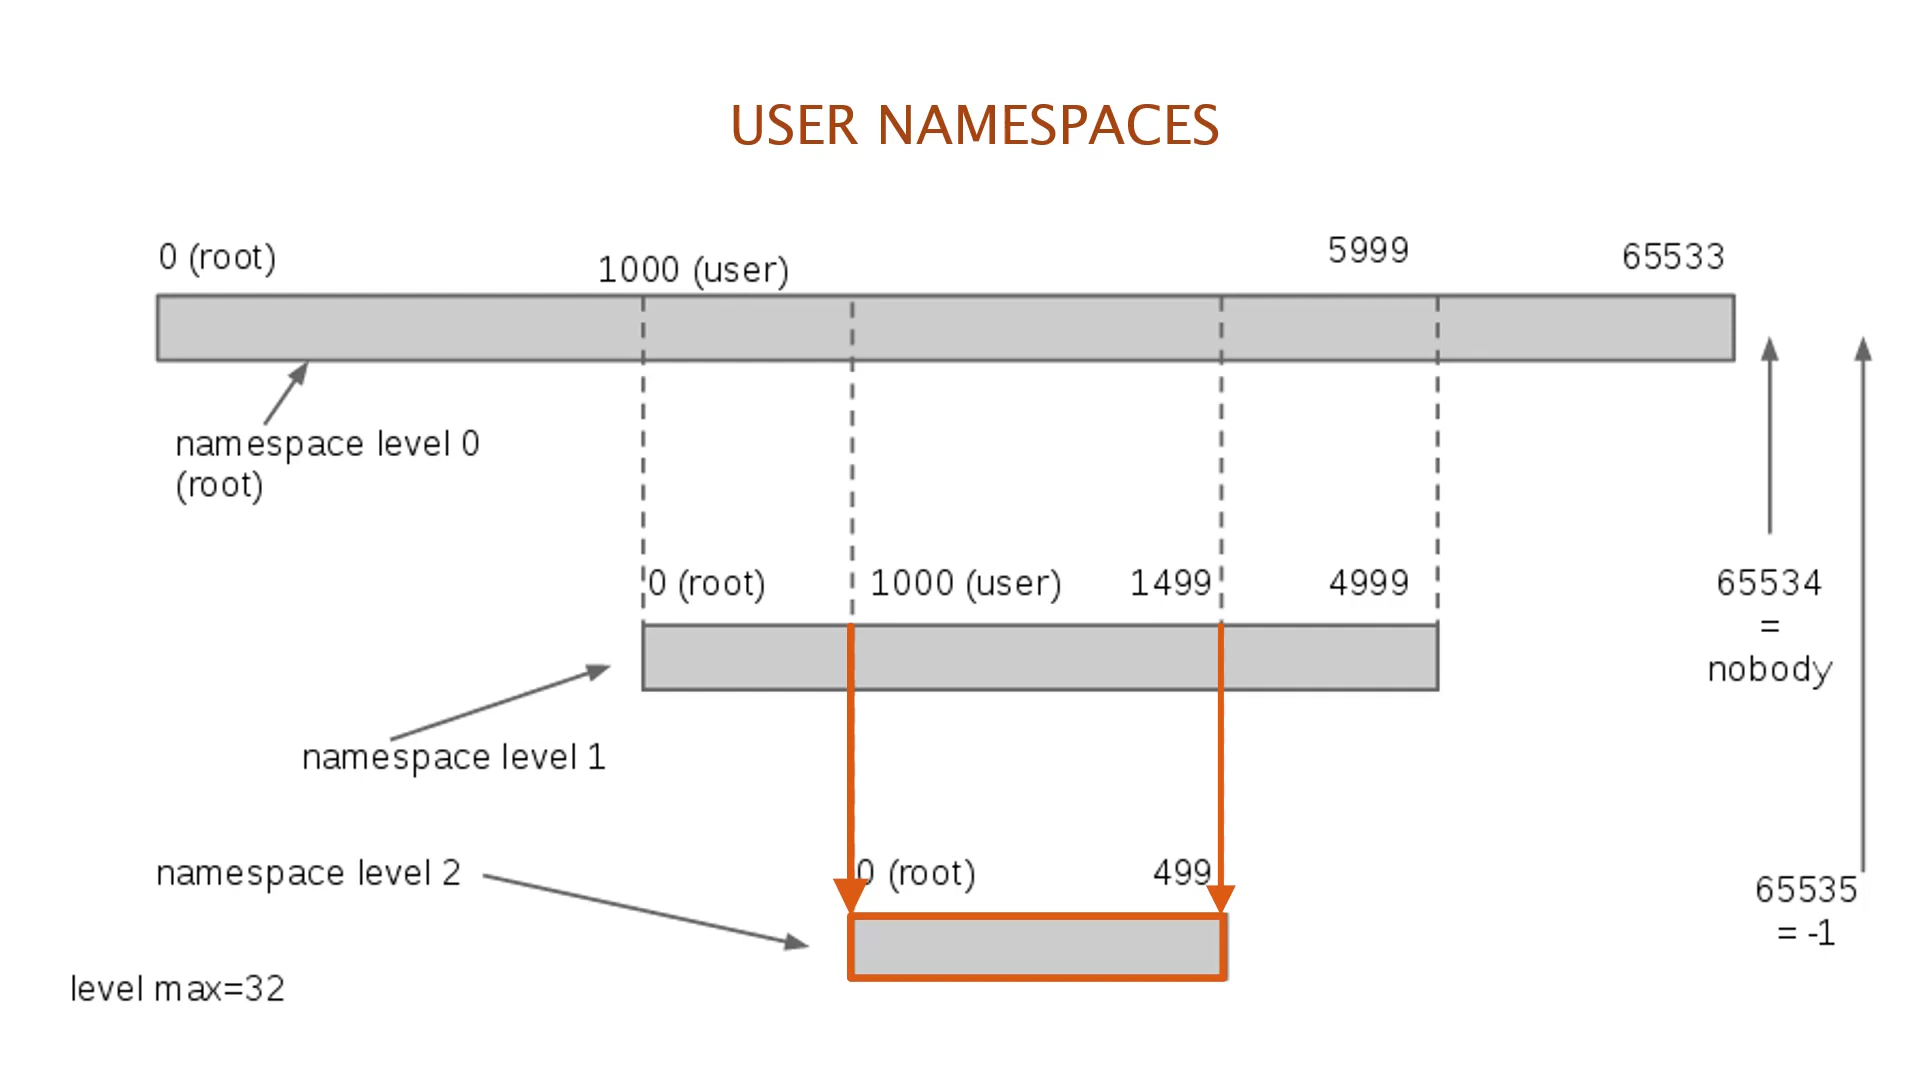 USER NAMESPACES
0 (root)
1000 (user)
5999
65533
namespace level 0
(root)
0 (root)
1000 (user)
1499
4999
65534
=
nobody
namespace level 1
namespace level 2
0 (root)
499
65535
= -1
level max=32